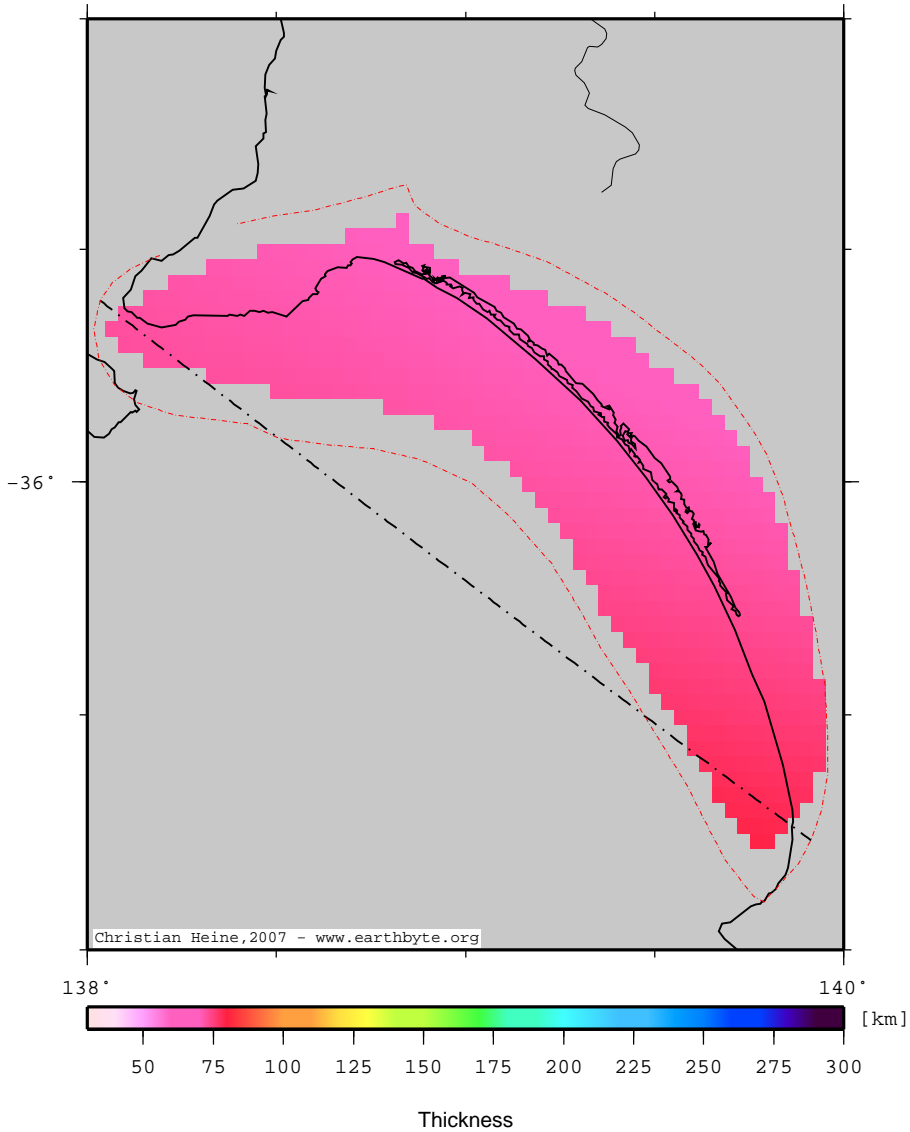 -36°
Christian Heine,2007 - www.earthbyte.org
138° 140°
[km]
50 75 100 125 150 175 200 225 250 275 300
Thickness